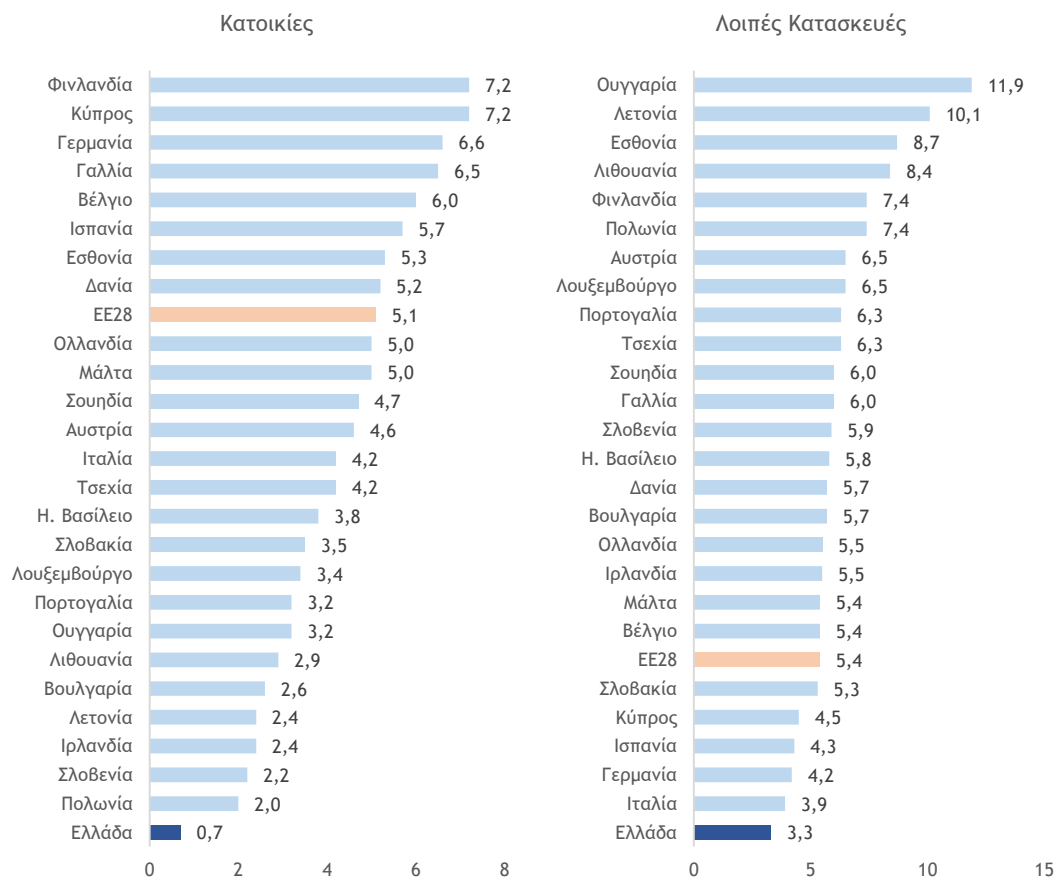 Κατοικίες
Φινλανδία 7,2
Κύπρος 7,2
Γερμανία 6,6
Γαλλία 6,5
Βέλγιο 6,0
Ισπανία 5,7
Εσθονία 5,3
Δανία 5,2
ΕΕ28 5,1
Ολλανδία 5,0
Μάλτα 5,0
Σουηδία 4,7
Αυστρία 4,6
Ιταλία 4,2
Τσεχία 4,2
Η. Βασίλειο 3,8
Σλοβακία 3,5
Λουξεμβούργο 3,4
Πορτογαλία 3,2
Ουγγαρία 3,2
Λιθουανία 2,9
Βουλγαρία 2,6
Λετονία 2,4
Ιρλανδία 2,4
Σλοβενία 2,2
Πολωνία 2,0
Ελλάδα 0,7
0 2 4 6 8
Λοιπές Κατασκευές
Ουγγαρία 11,9
Λετονία 10,1
Εσθονία 8,7
Λιθουανία 8,4
Φινλανδία 7,4
Πολωνία 7,4
Αυστρία 6,5
Λουξεμβούργο 6,5
Πορτογαλία 6,3
Τσεχία 6,3
Σουηδία 6,0
Γαλλία 6,0
Σλοβενία 5,9
Η. Βασίλειο 5,8
Δανία 5,7
Βουλγαρία 5,7
Ολλανδία 5,5
Ιρλανδία 5,5
Μάλτα 5,4
Βέλγιο 5,4
ΕΕ28 5,4
Σλοβακία 5,3
Κύπρος 4,5
Ισπανία 4,3
Γερμανία 4,2
Ιταλία 3,9
Ελλάδα 3,3
0 5 10 15